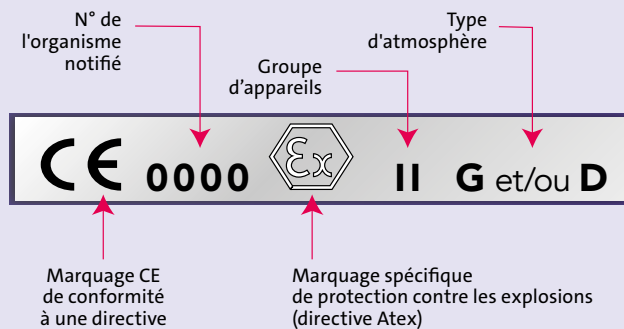 N° de
l'organisme
notifié
Groupe
d'appareils
Type
d'atmosphère
CE 0000 Ex II G et/ou D
Marquage CE
de conformité
à une directive
Marquage spécifique
de protection contre les explosions
(directive Atex)